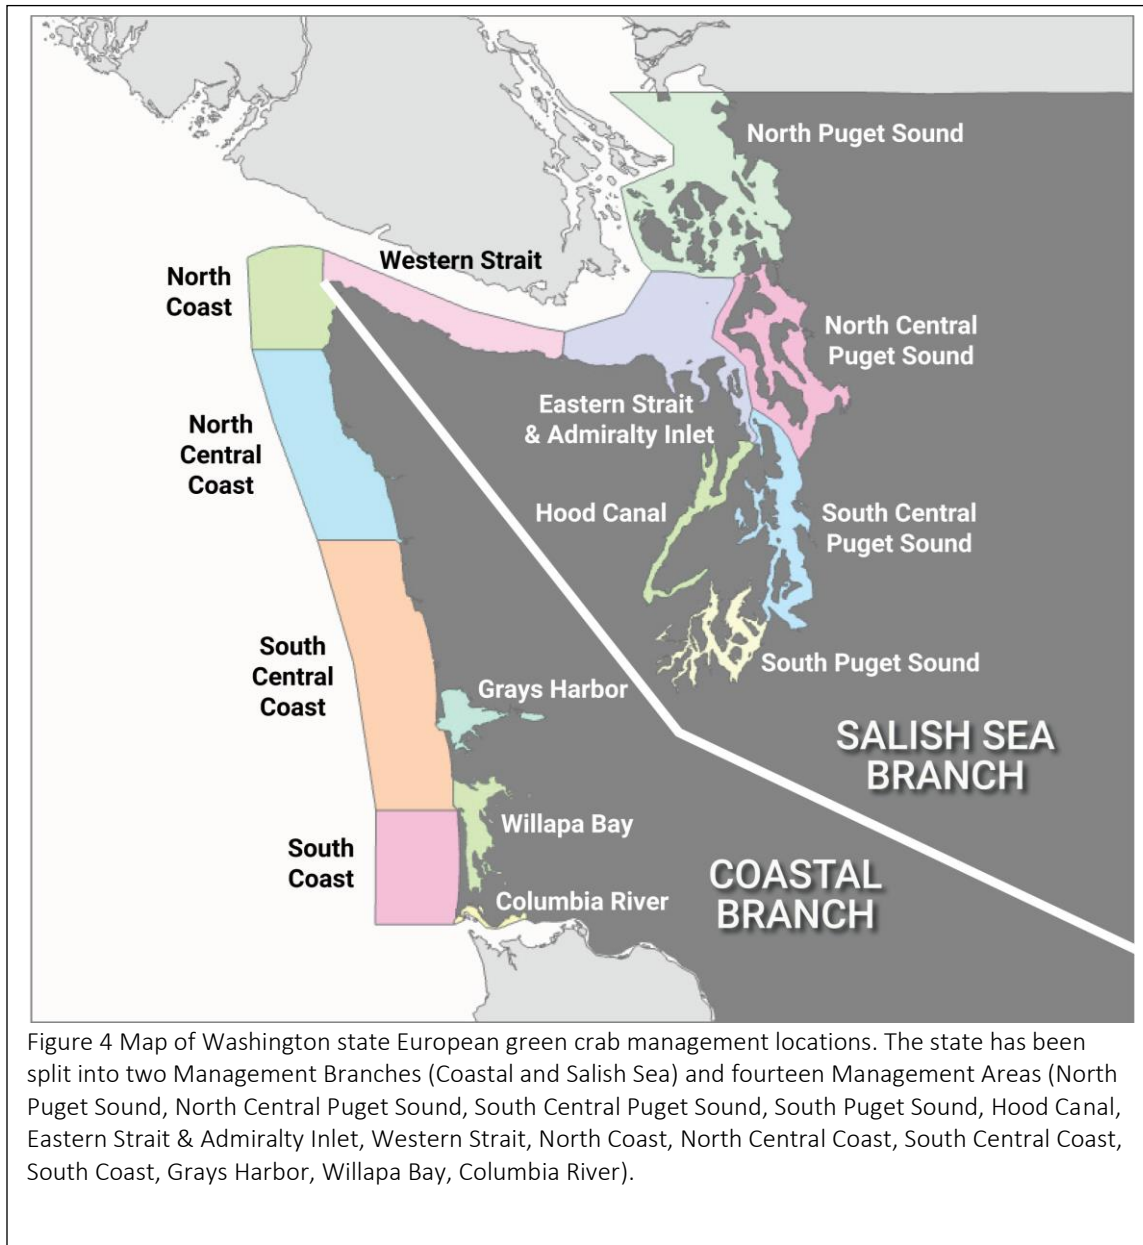 North Puget Sound
Western Strait
North
Coast
North Central
Puget Sound
Eastern Strait
& Admiralty Inlet
North
Central
Coast
Hood Canal
South Central
Puget Sound
South
Central
Coast
South Puget Sound
Grays Harbor
SALISH SEA
BRANCH
Willapa Bay
South
Coast
COASTAL
BRANCH
Columbia River
Figure 4 Map of Washington state European green crab management locations. The state has been
split into two Management Branches (Coastal and Salish Sea) and fourteen Management Areas (North
Puget Sound, North Central Puget Sound, South Central Puget Sound, South Puget Sound, Hood Canal,
Eastern Strait & Admiralty Inlet, Western Strait, North Coast, North Central Coast, South Central Coast,
South Coast, Grays Harbor, Willapa Bay, Columbia River).